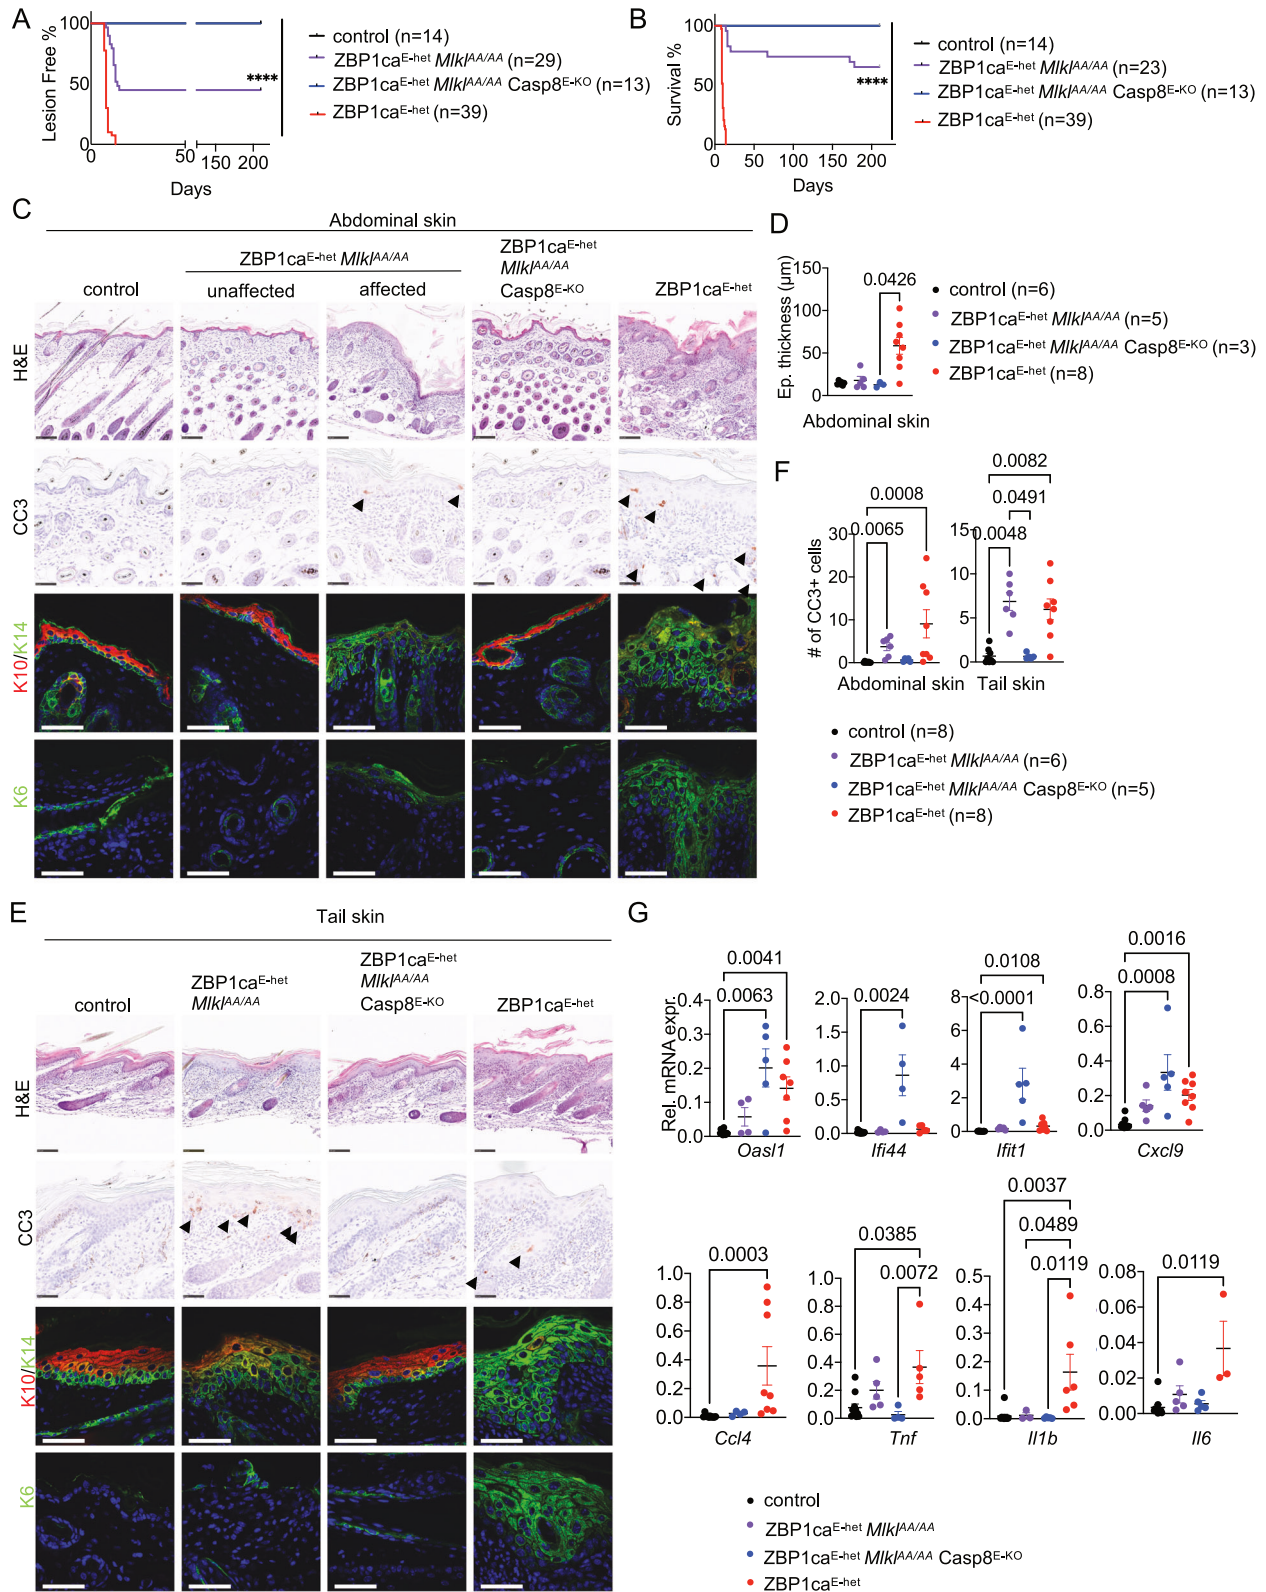 A
Lesion Free %
100
50
0
0
50
150
200
Days
****
control (n=14)
ZBP1caE-het MlklAA/AA (n=29)
ZBP1caE-het MlklAA/AA Casp8E-KO (n=13)
ZBP1caE-het (n=39)
B
Survival %
100
50
0
0
50
100
150
200
Days
****
control (n=14)
ZBP1caE-het MlklAA/AA (n=23)
ZBP1caE-het MlklAA/AA Casp8E-KO (n=13)
ZBP1caE-het (n=39)
C
Abdominal skin
control
ZBP1caE-het MlklAA/AA
unaffected
affected
ZBP1caE-het
MlklAA/AA
Casp8E-KO
ZBP1caE-het
H&E
CC3
K10/K14
K6
D
Ep. thickness (µm)
150
100
50
0
0.0426
Abdominal skin
control (n=6)
ZBP1caE-het MlklAA/AA (n=5)
ZBP1caE-het MlklAA/AA Casp8E-KO (n=3)
ZBP1caE-het (n=8)
F
# of CC3+ cells
30
20
10
0
0.0008
0.0065
Abdominal skin
15
10
5
0
0.0082
0.0491
0.0048
Tail skin
control (n=8)
ZBP1caE-het MlklAA/AA (n=6)
ZBP1caE-het MlklAA/AA Casp8E-KO (n=5)
ZBP1caE-het (n=8)
E
Tail skin
control
ZBP1caE-het
MlklAA/AA
ZBP1caE-het
MlklAA/AA
Casp8E-KO
ZBP1caE-het
H&E
CC3
K10/K14
K6
G
Rel. mRNA expr.
0.4
0.3
0.2
0.1
0.0
0.0041
0.0063
Oasl1
2.0
1.5
1.0
0.5
0.0
0.0024
Ifi44
8
6
4
2
0
0.0108
<0.0001
Ifit1
0.8
0.6
0.4
0.2
0.0
0.0016
0.0008
Cxcl9
1.0
0.8
0.6
0.4
0.2
0.0
0.0003
Ccl4
1.0
0.8
0.6
0.4
0.2
0.0
0.0385
0.0072
Tnf
0.5
0.4
0.3
0.2
0.1
0.0
0.0037
0.0489
0.0119
Il1b
0.08
0.06
0.04
0.02
0.00
0.0119
Il6
control
ZBP1caE-het MlklAA/AA
ZBP1caE-het MlklAA/AA Casp8E-KO
ZBP1caE-het